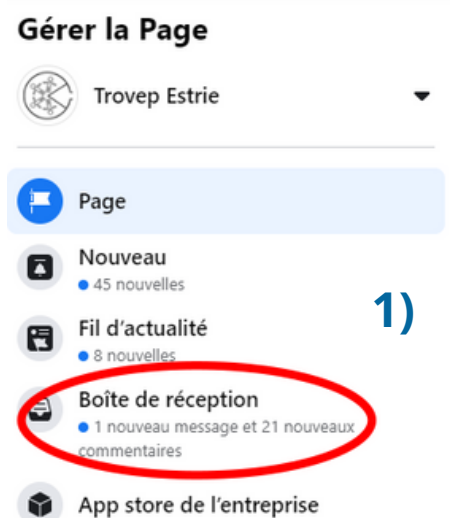 Gérer la Page
Trovep Estrie
Page
Nouveau
45 nouvelles
1)
Fil d'actualité
8 nouvelles
Boîte de réception
1 nouveau message et 21 nouveaux
commentaires
App store de l'entreprise